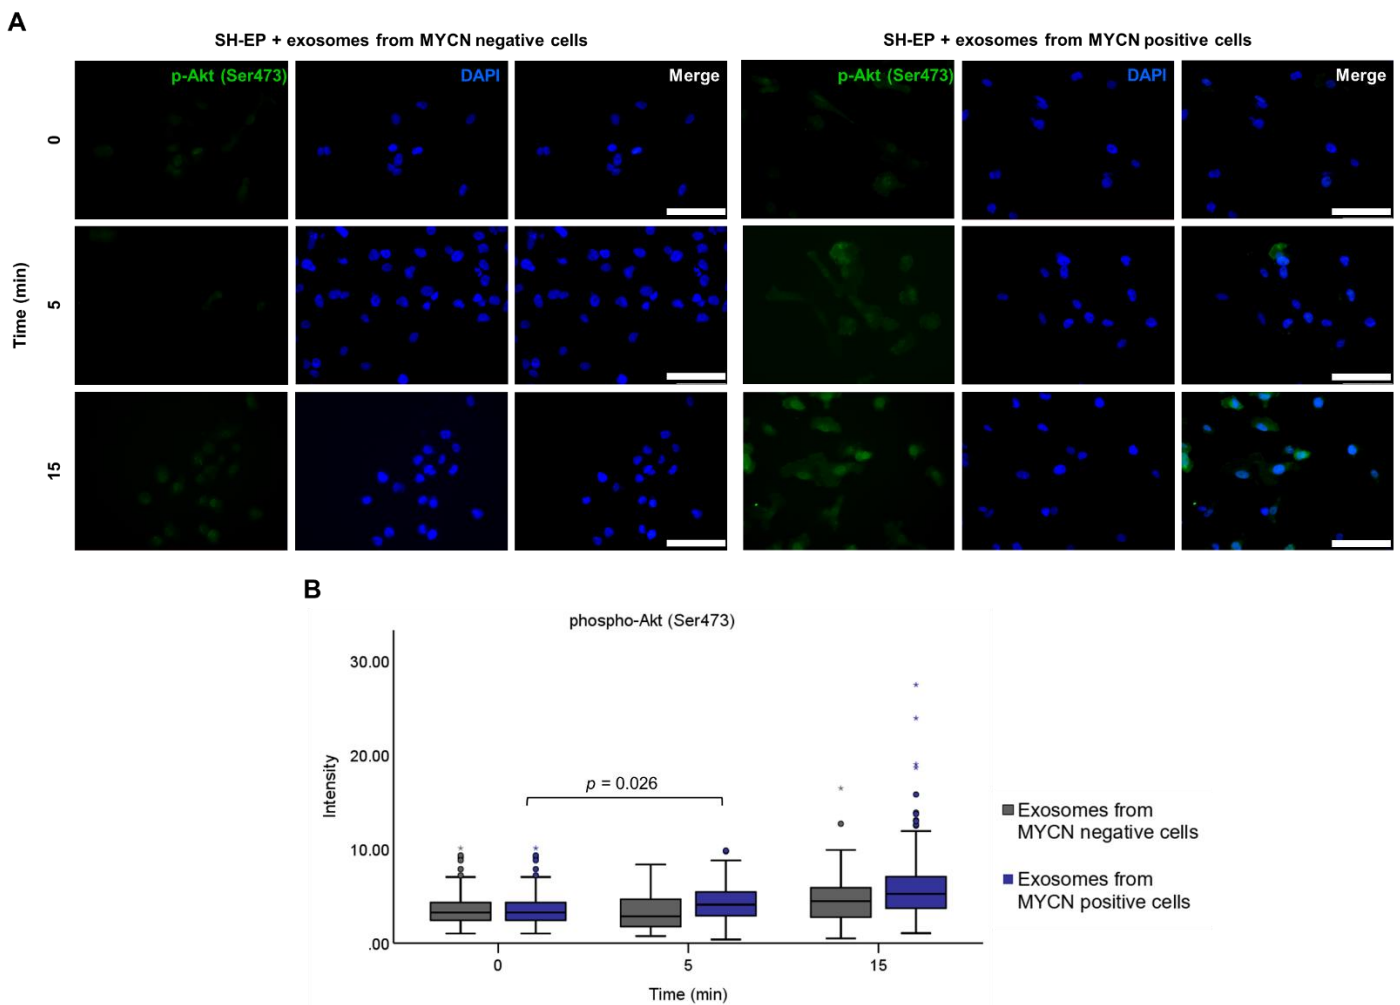 A
SH-EP + exosomes from MYCN negative cells
SH-EP + exosomes from MYCN positive cells
p-Akt (Ser473)
DAPI
Merge
p-Akt (Ser473)
DAPI
Merge
Time (min)
0
5
15
B
phospho-Akt (Ser473)
Intensity
30.00
20.00
10.00
.00
p = 0.026
0
5
15
Time (min)
Exosomes from
MYCN negative cells
Exosomes from
MYCN positive cells